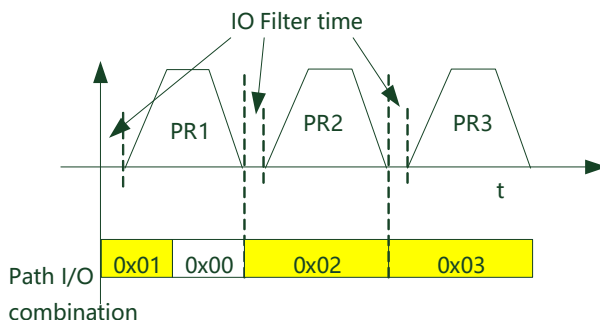 IO Filter time
PR1
PR2
PR3
t
0x01
0x00
0x02
0x03
Path I/O
combination